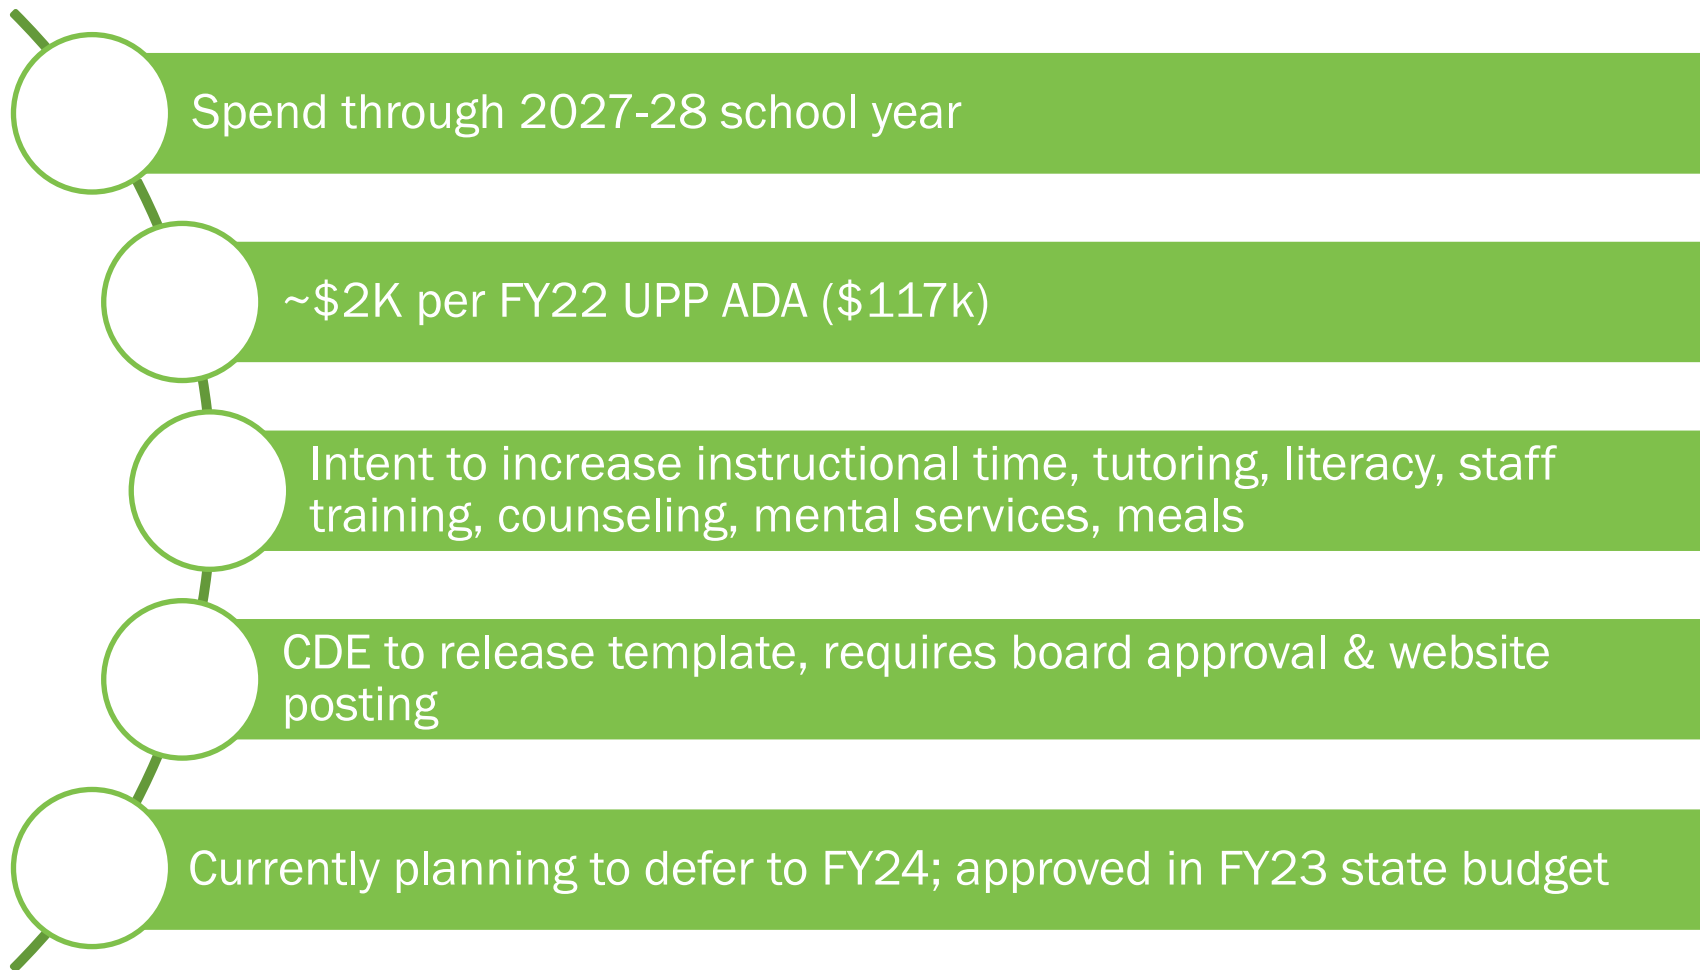 Spend through 2027-28 school year
~$2K per FY22 UPP ADA ($117k)
Intent to increase instructional time, tutoring, literacy, staff
training, counseling, mental services, meals
CDE to release template, requires board approval & website
posting
Currently planning to defer to FY24; approved in FY23 state budget